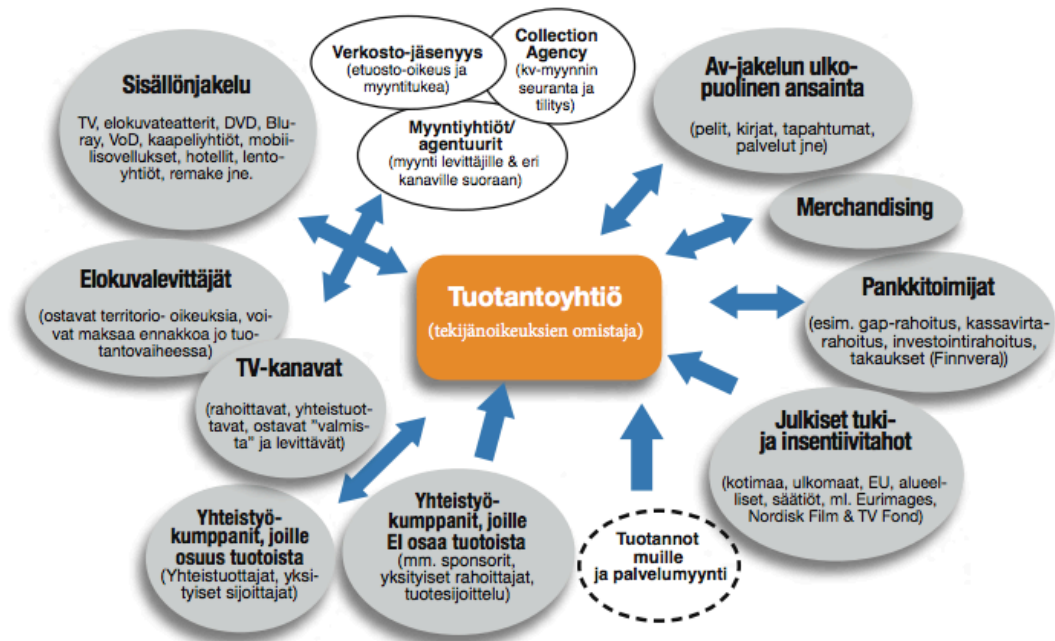 Sisällönjakelu
TV, elokuvateatterit, DVD, Blu-
ray, VoD, kaapeliyhtiöt, mobii-
lisovellukset, hotellit, lento-
yhtiöt, remake jne.
Verkosto-jäsenyys
(etuosto-oikeus ja
myyntitukea)
Collection
Agency
(kv-myynnin
seuranta ja
tilitys)
Myyntiyhtiöt/
agentuurit
(myynti levittäjille & eri
kanaville suoraan)
Av-jakelun ulko-
puolinen ansainta
(pelit, kirjat, tapahtumat,
palvelut jne)
Merchandising
Elokuvalevittäjät
(ostavat territorio- oikeuksia, voi-
vat maksaa ennakkoa jo tuo-
tantovaiheessa)
Tuotantoyhtiö
(tekijänoikeuksien omistaja)
Pankkitoimijat
(esim. gap-rahoitus, kassavirta-
rahoitus, investointirahoitus,
takaukset (Finnvera))
TV-kanavat
(rahoittavat, yhteistuot-
tavat, ostavat "valmis-
ta" ja levittävät)
Julkiset tuki-
ja insentiivitahot
(kotimaa, ulkomaat, EU, alueel-
liset, säätiöt, ml. Eurimages,
Nordisk Film & TV Fond)
Yhteistyö-
kumppanit, joille
osuus tuotoista
(Yhteistuottajat, yksi-
tyiset sijoittajat)
Yhteistyö-
kumppanit, joille
EI osaa tuotoista
(mm. sponsorit,
yksityiset rahoittajat,
tuotesijoittelu)
Tuotannot
muille
ja palvelumyynti